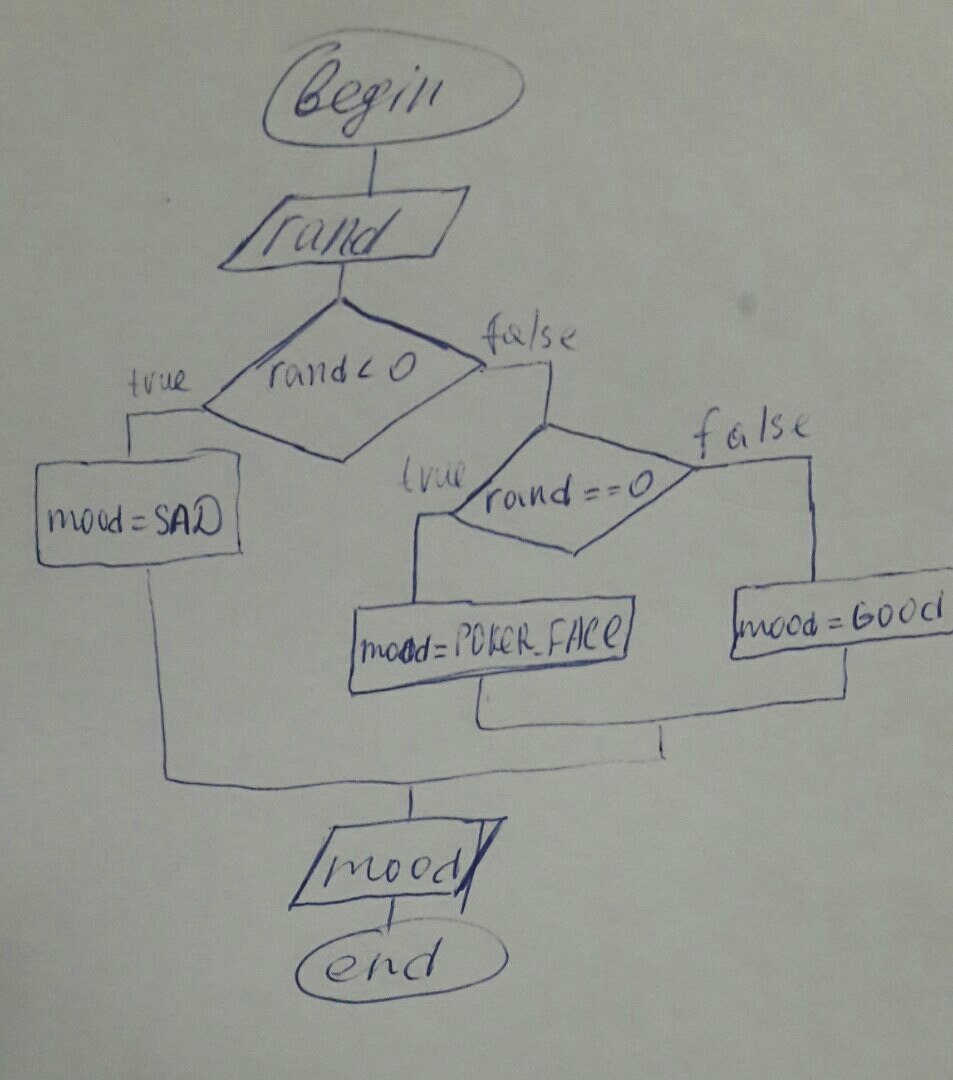 Begin
rand
rand < 0
true
false
mood = SAD
rand == 0
true
false
mood = POKER_FACE
mood = GOOd
mood
end